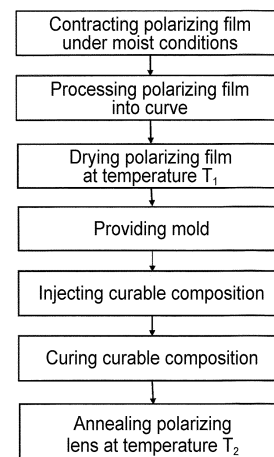 Contracting polarizing film
under moist conditions
Processing polarizing film
into curve
Drying polarizing film
at temperature T₁
Providing mold
Injecting curable composition
Curing curable composition
Annealing polarizing
lens at temperature T₂